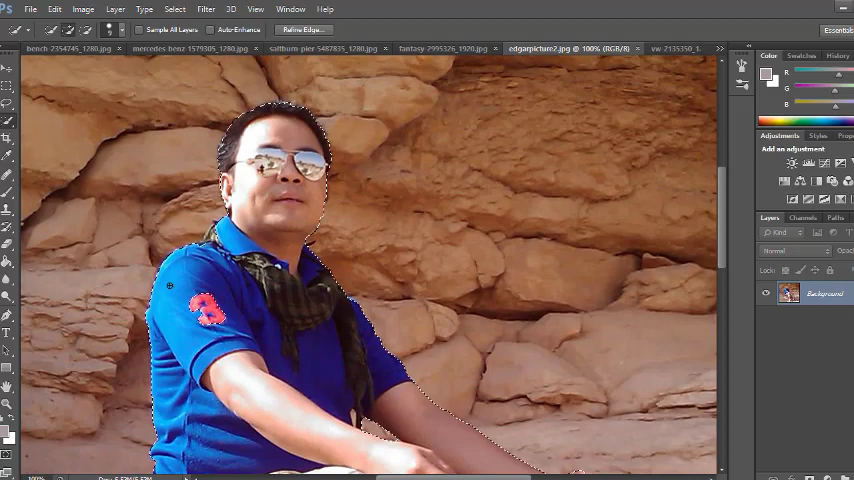 Ps File Edit Image Layer Type Select Filter 3D View Window Help
Sample All Layers Auto-Enhance Refine Edge... Essentials
bench-2354745_1280.jpg × mercedes-benz-1579305_1280.jpg × saltburn-pier-5487835_1280.jpg × fantasy-2995326_1920.jpg × edgarpicture2.jpg @ 100% (RGB/8) × vw
Color Swatches History
R
G
B
Adjustments Styles
Add an adjustment
Layers Channels Paths
Kind
Normal
Lock:
Background
3
100%